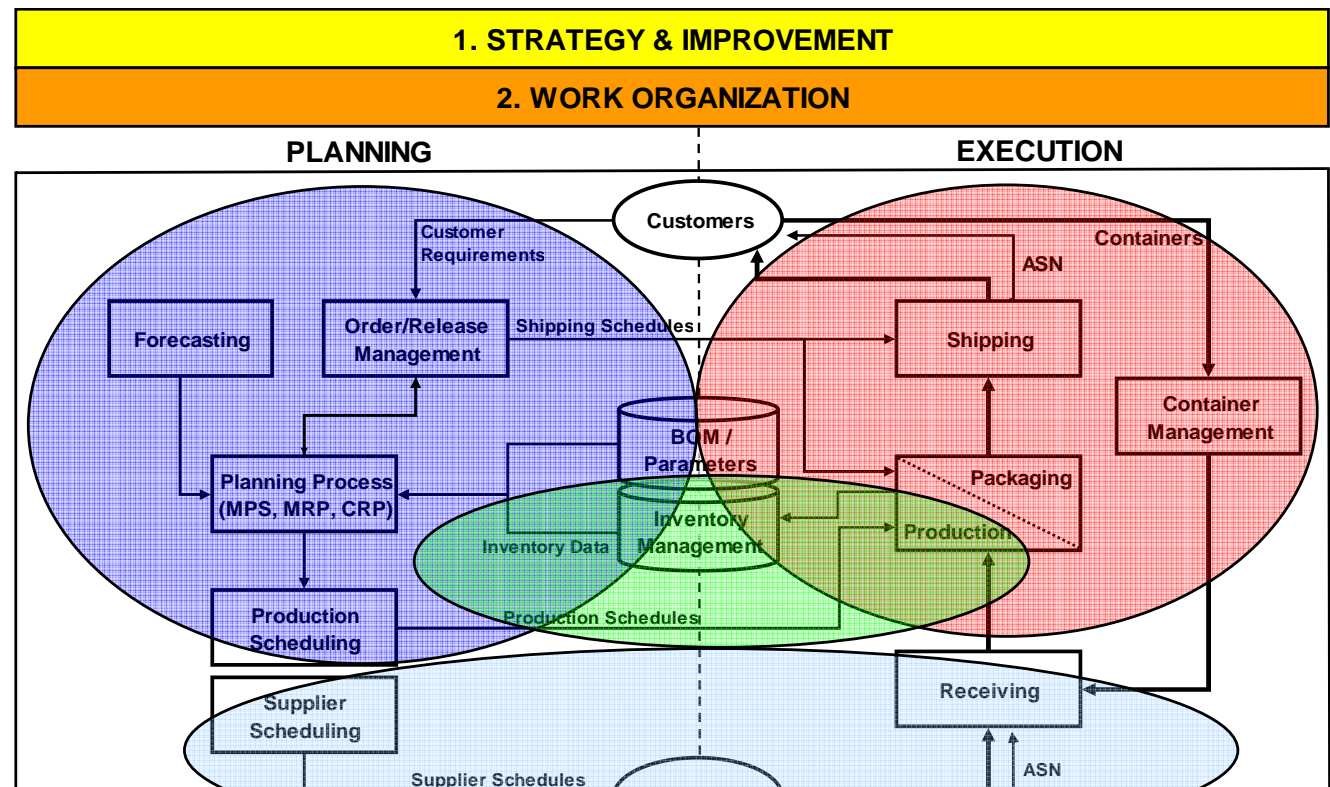 1. STRATEGY & IMPROVEMENT
2. WORK ORGANIZATION
PLANNING
EXECUTION
Customers
Customer
Requirements
Containers
ASN
Forecasting
Order/Release
Management
Shipping Schedules
Shipping
Container
Management
BOM /
Parameters
Planning Process
(MPS, MRP, CRP)
Packaging
Inventory
Management
Inventory Data
Production
Production
Scheduling
Production Schedules
Receiving
Supplier
Scheduling
Supplier Schedules
ASN